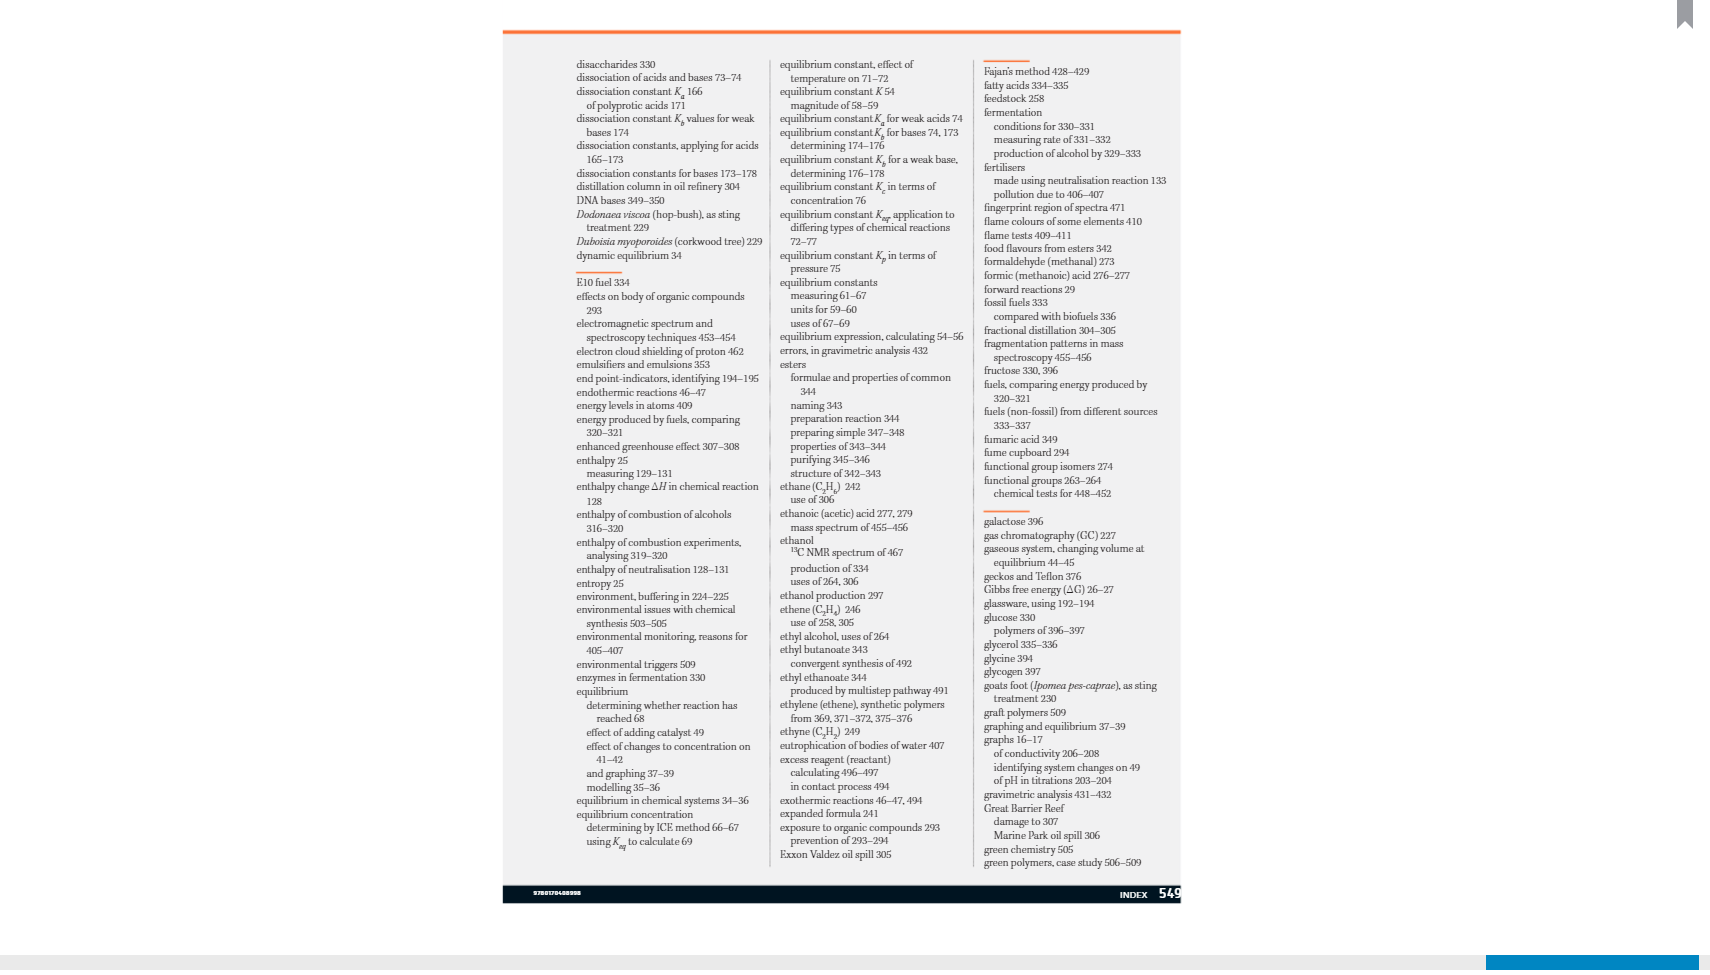 disaccharides 330
dissociation of acids and bases 73–74
dissociation constant Ka 166
of polyprotic acids 171
dissociation constant Kb values for weak
bases 174
dissociation constants, applying for acids
165–173
dissociation constants for bases 173–178
distillation column in oil refinery 304
DNA bases 349–350
Dodonaea viscoa (hop-bush), as sting
treatment 229
Duboisia myoporoides (corkwood tree) 229
dynamic equilibrium 34
E10 fuel 334
effects on body of organic compounds
293
electromagnetic spectrum and
spectroscopy techniques 453–454
electron cloud shielding of proton 462
emulsifiers and emulsions 353
end point-indicators, identifying 194–195
endothermic reactions 46–47
energy levels in atoms 409
energy produced by fuels, comparing
320–321
enhanced greenhouse effect 307–308
enthalpy 25
measuring 129–131
enthalpy change ΔH in chemical reaction
128
enthalpy of combustion of alcohols
316–320
enthalpy of combustion experiments,
analysing 319–320
enthalpy of neutralisation 128–131
entropy 25
environment, buffering in 224–225
environmental issues with chemical
synthesis 503–505
environmental monitoring, reasons for
405–407
environmental triggers 509
enzymes in fermentation 330
equilibrium
determining whether reaction has
reached 68
effect of adding catalyst 49
effect of changes to concentration on
41–42
and graphing 37–39
modelling 35–36
equilibrium in chemical systems 34–36
equilibrium concentration
determining by ICE method 66–67
using Keq to calculate 69
equilibrium constant, effect of
temperature on 71–72
equilibrium constant K 54
magnitude of 58–59
equilibrium constant Ka for weak acids 74
equilibrium constant Kb for bases 74, 173
determining 174–176
equilibrium constant Kb for a weak base,
determining 176–178
equilibrium constant Kc in terms of
concentration 76
equilibrium constant Keq, application to
differing types of chemical reactions
72–77
equilibrium constant Kp in terms of
pressure 75
equilibrium constants
measuring 61–67
units for 59–60
uses of 67–69
equilibrium expression, calculating 54–56
errors, in gravimetric analysis 432
esters
formulae and properties of common
344
naming 343
preparation reaction 344
preparing simple 347–348
properties of 343–344
purifying 345–346
structure of 342–343
ethane (C2H6) 242
use of 306
ethanoic (acetic) acid 277, 279
mass spectrum of 455–456
ethanol
13C NMR spectrum of 467
production of 334
uses of 264, 306
ethanol production 297
ethene (C2H4) 246
use of 258, 305
ethyl alcohol, uses of 264
ethyl butanoate 343
convergent synthesis of 492
ethyl ethanoate 344
produced by multistep pathway 491
ethylene (ethene), synthetic polymers
from 369, 371–372, 375–376
ethyne (C2H2) 249
eutrophication of bodies of water 407
excess reagent (reactant)
calculating 496–497
in contact process 494
exothermic reactions 46–47, 494
expanded formula 241
exposure to organic compounds 293
prevention of 293–294
Exxon Valdez oil spill 305
Fajan's method 428–429
fatty acids 334–335
feedstock 258
fermentation
conditions for 330–331
measuring rate of 331–332
production of alcohol by 329–333
fertilisers
made using neutralisation reaction 133
pollution due to 406–407
fingerprint region of spectra 471
flame colours of some elements 410
flame tests 409–411
food flavours from esters 342
formaldehyde (methanal) 273
formic (methanoic) acid 276–277
forward reactions 29
fossil fuels 333
compared with biofuels 336
fractional distillation 304–305
fragmentation patterns in mass
spectroscopy 455–456
fructose 330, 396
fuels, comparing energy produced by
320–321
fuels (non-fossil) from different sources
333–337
fumaric acid 349
fume cupboard 294
functional group isomers 274
functional groups 263–264
chemical tests for 448–452
galactose 396
gas chromatography (GC) 227
gaseous system, changing volume at
equilibrium 44–45
geckos and Teflon 376
Gibbs free energy (ΔG) 26–27
glassware, using 192–194
glucose 330
polymers of 396–397
glycerol 335–336
glycine 394
glycogen 397
goats foot (Ipomea pes-caprae), as sting
treatment 230
graft polymers 509
graphing and equilibrium 37–39
graphs 16–17
of conductivity 206–208
identifying system changes on 49
of pH in titrations 203–204
gravimetric analysis 431–432
Great Barrier Reef
damage to 307
Marine Park oil spill 306
green chemistry 505
green polymers, case study 506–509
9780170408998
INDEX 549